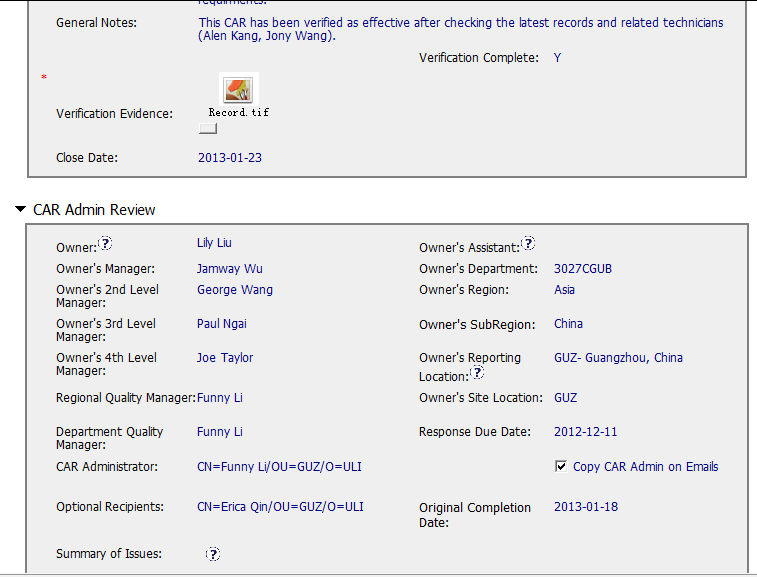 General Notes: This CAR has been verified as effective after checking the latest records and related technicians
(Alen Kang, Jony Wang).
Verification Complete: Y
*
Record.tif
Verification Evidence:
Close Date: 2013-01-23
CAR Admin Review
Owner: ? Lily Liu Owner's Assistant: ?
Owner's Manager: Jamway Wu Owner's Department: 3027CGUB
Owner's 2nd Level George Wang Owner's Region: Asia
Manager:
Owner's 3rd Level Paul Ngai Owner's SubRegion: China
Manager:
Owner's 4th Level Joe Taylor Owner's Reporting GUZ- Guangzhou, China
Manager: Location: ?
Regional Quality Manager: Funny Li Owner's Site Location: GUZ
Department Quality Funny Li Response Due Date: 2012-12-11
Manager:
CAR Administrator: CN=Funny Li/OU=GUZ/O=ULI Copy CAR Admin on Emails
Optional Recipients: CN=Erica Qin/OU=GUZ/O=ULI Original Completion 2013-01-18
Date:
Summary of Issues: ?